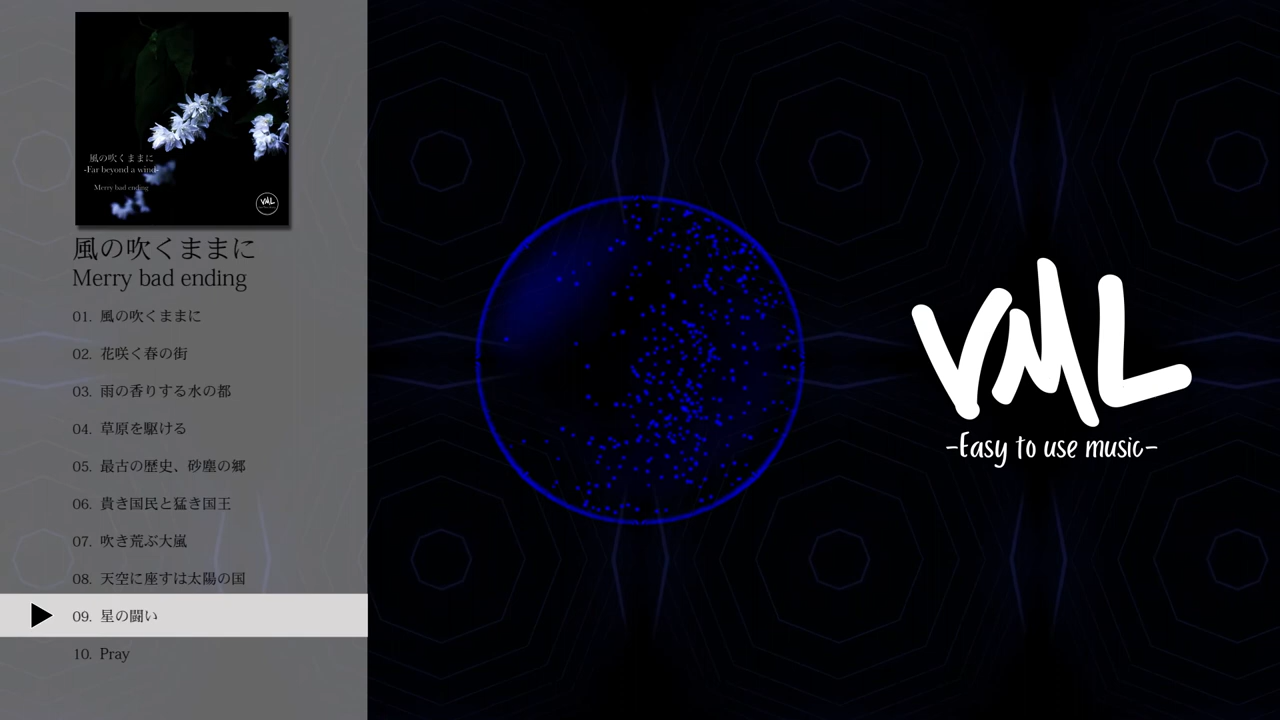 風の吹くままに
-Far beyond a wind-
Merry bad ending
VML
風の吹くままに
Merry bad ending
01. 風の吹くままに
02. 花咲く春の街
03. 雨の香りする水の都
04. 草原を駆ける
05. 最古の歴史、砂塵の郷
06. 貴き国民と猛き国王
07. 吹き荒ぶ大嵐
08. 天空に座すは太陽の国
09. 星の闘い
10. Pray
VML
-Easy to use music-